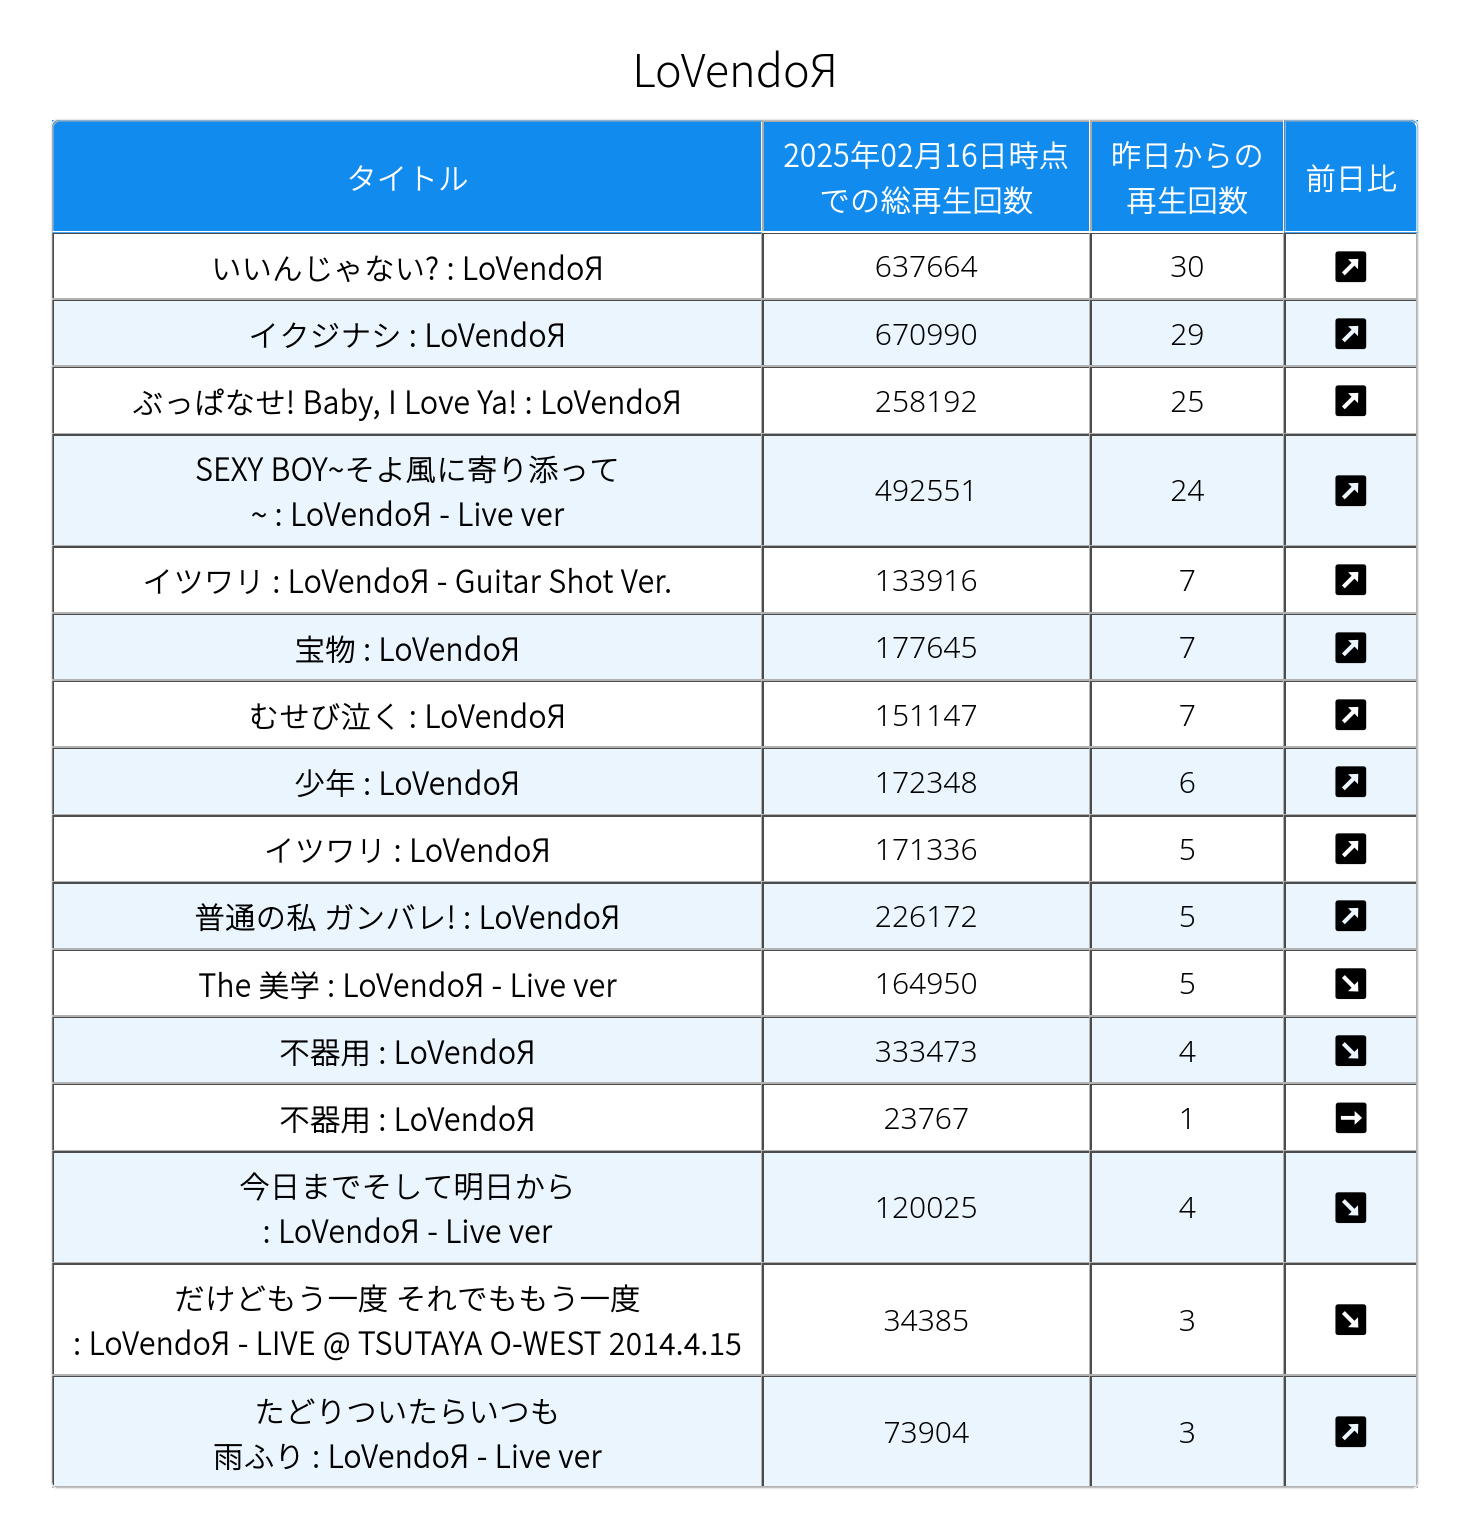 LoVendoЯ
タイトル
2025年02月16日時点
での総再生回数
昨日からの
再生回数
前日比
いいんじゃない? : LoVendoЯ
637664
30
イクジナシ : LoVendoЯ
670990
29
ぶっぱなせ! Baby, I Love Ya! : LoVendoЯ
258192
25
SEXY BOY~そよ風に寄り添って
~ : LoVendoЯ - Live ver
492551
24
イツワリ : LoVendoЯ - Guitar Shot Ver.
133916
7
宝物 : LoVendoЯ
177645
7
むせび泣く : LoVendoЯ
151147
7
少年 : LoVendoЯ
172348
6
イツワリ : LoVendoЯ
171336
5
普通の私 ガンバレ! : LoVendoЯ
226172
5
The 美学 : LoVendoЯ - Live ver
164950
5
不器用 : LoVendoЯ
333473
4
不器用 : LoVendoЯ
23767
1
今日までそして明日から
: LoVendoЯ - Live ver
120025
4
だけどもう一度 それでももう一度
: LoVendoЯ - LIVE @ TSUTAYA O-WEST 2014.4.15
34385
3
たどりついたらいつも
雨ふり : LoVendoЯ - Live ver
73904
3